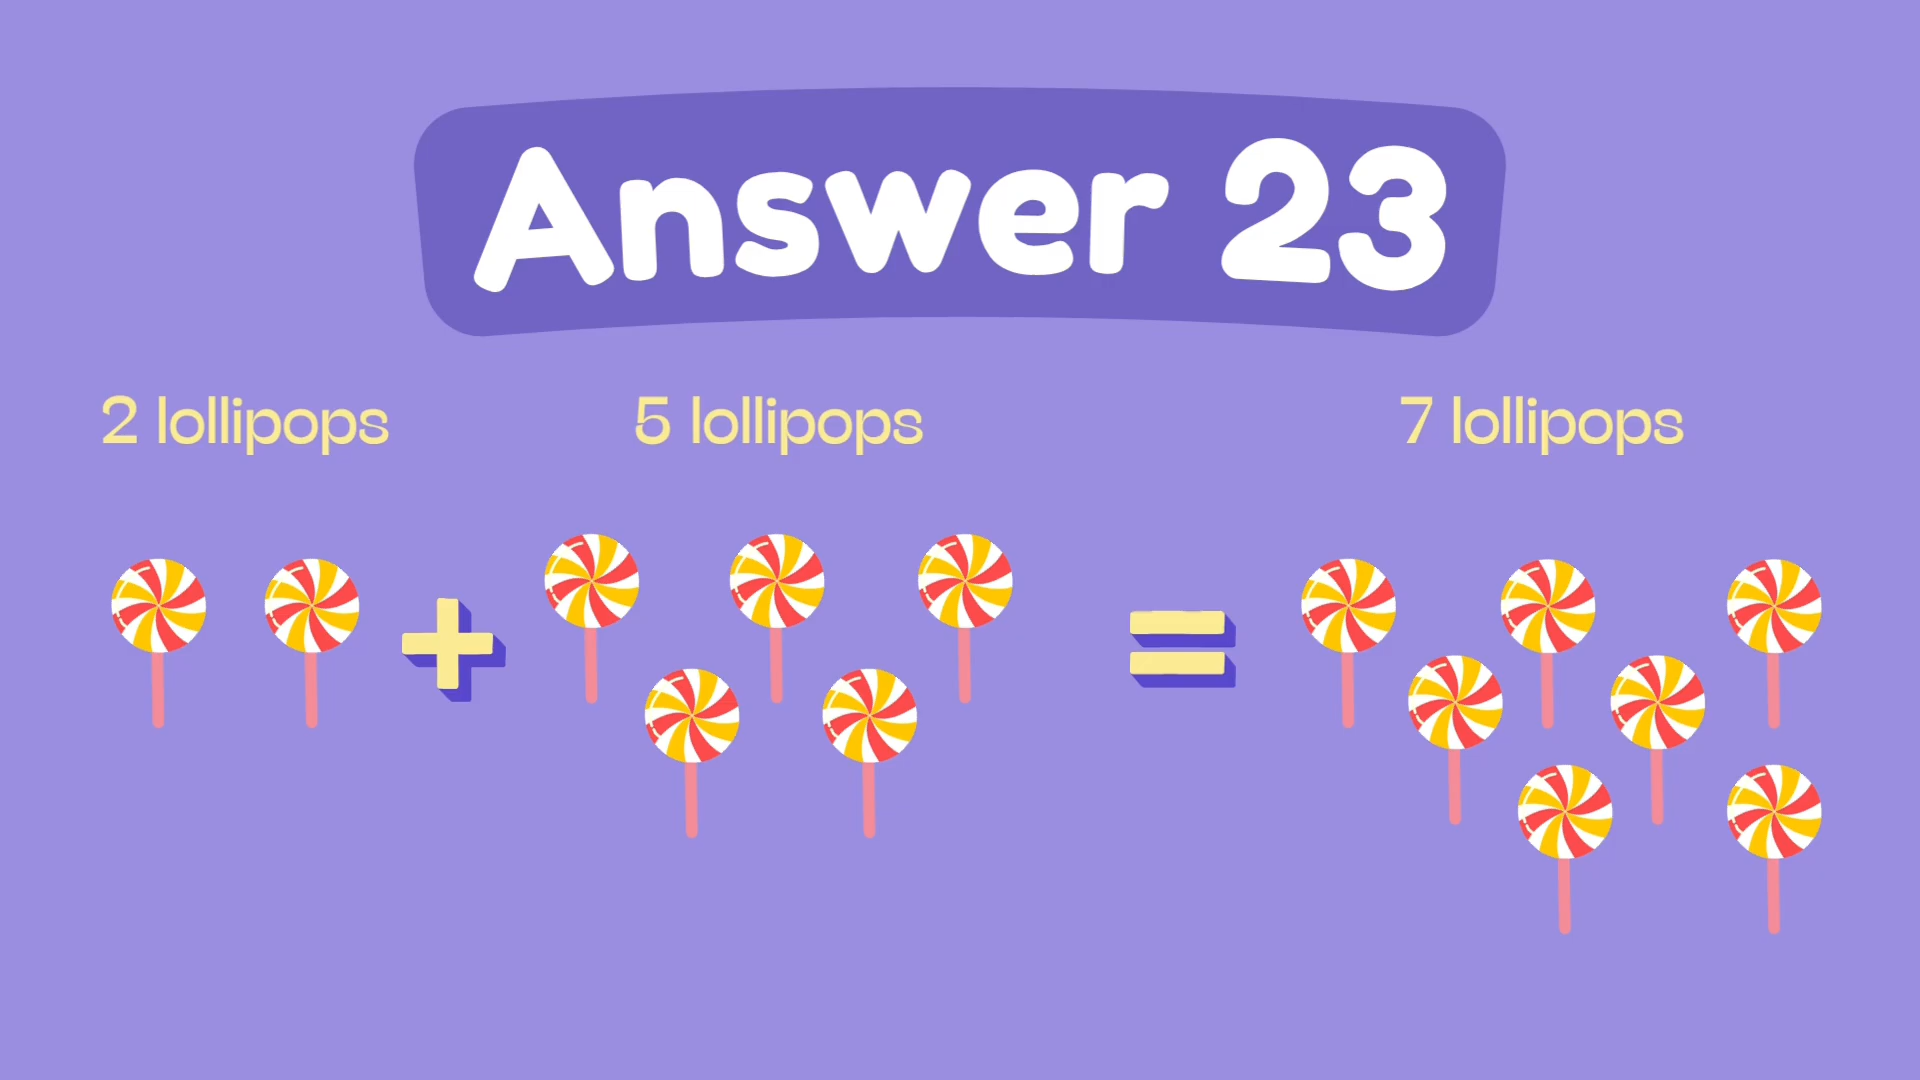 Answer 23
2 lollipops
5 lollipops
7 lollipops
+
=